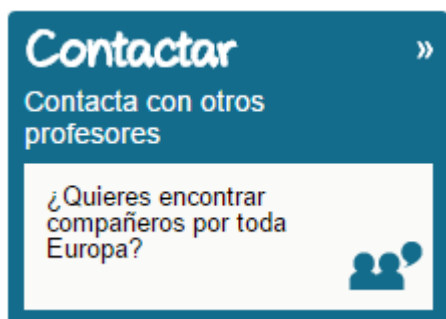 Contactar »
Contacta con otros
profesores
¿Quieres encontrar
compañeros por toda
Europa?